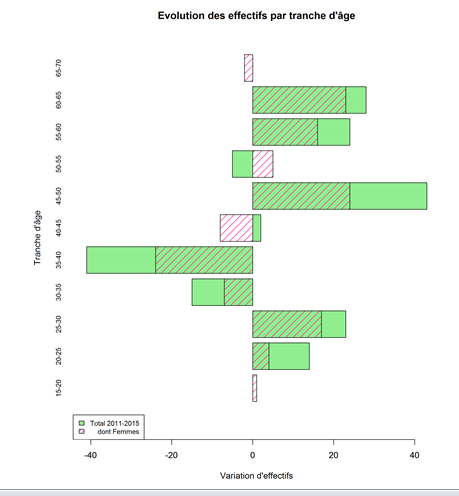 Evolution des effectifs par tranche d'âge
65-70
60-65
55-60
50-55
45-50
40-45
35-40
30-35
25-30
20-25
15-20
Tranche d'âge
Total 2011-2015
dont Femmes
-40 -20 0 20 40
Variation d'effectifs